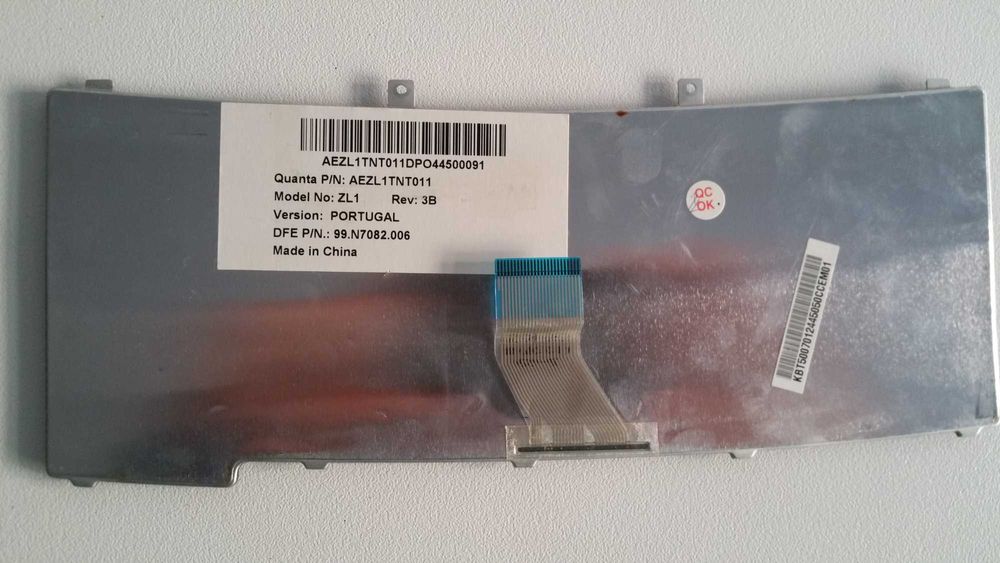 AEZL1TNT011DPO44500091
Quanta P/N: AEZL1TNT011
Model No: ZL1 Rev: 3B
Version: PORTUGAL
DFE P/N.: 99.N7082.006
Made in China
QC
OK.
KBT5007012445050CCEM01